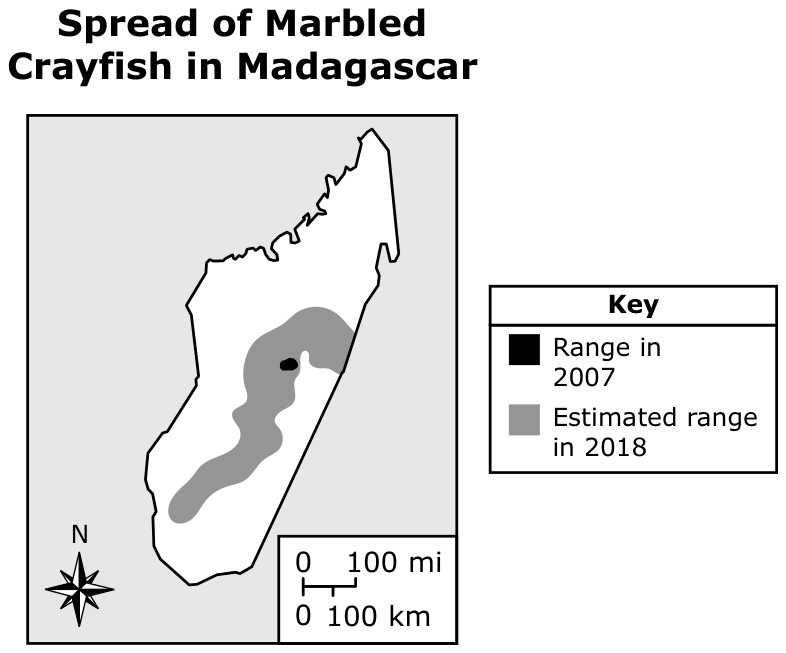 Spread of Marbled
Crayfish in Madagascar
Key
Range in
2007
Estimated range
in 2018
N
0 100 mi
0 100 km